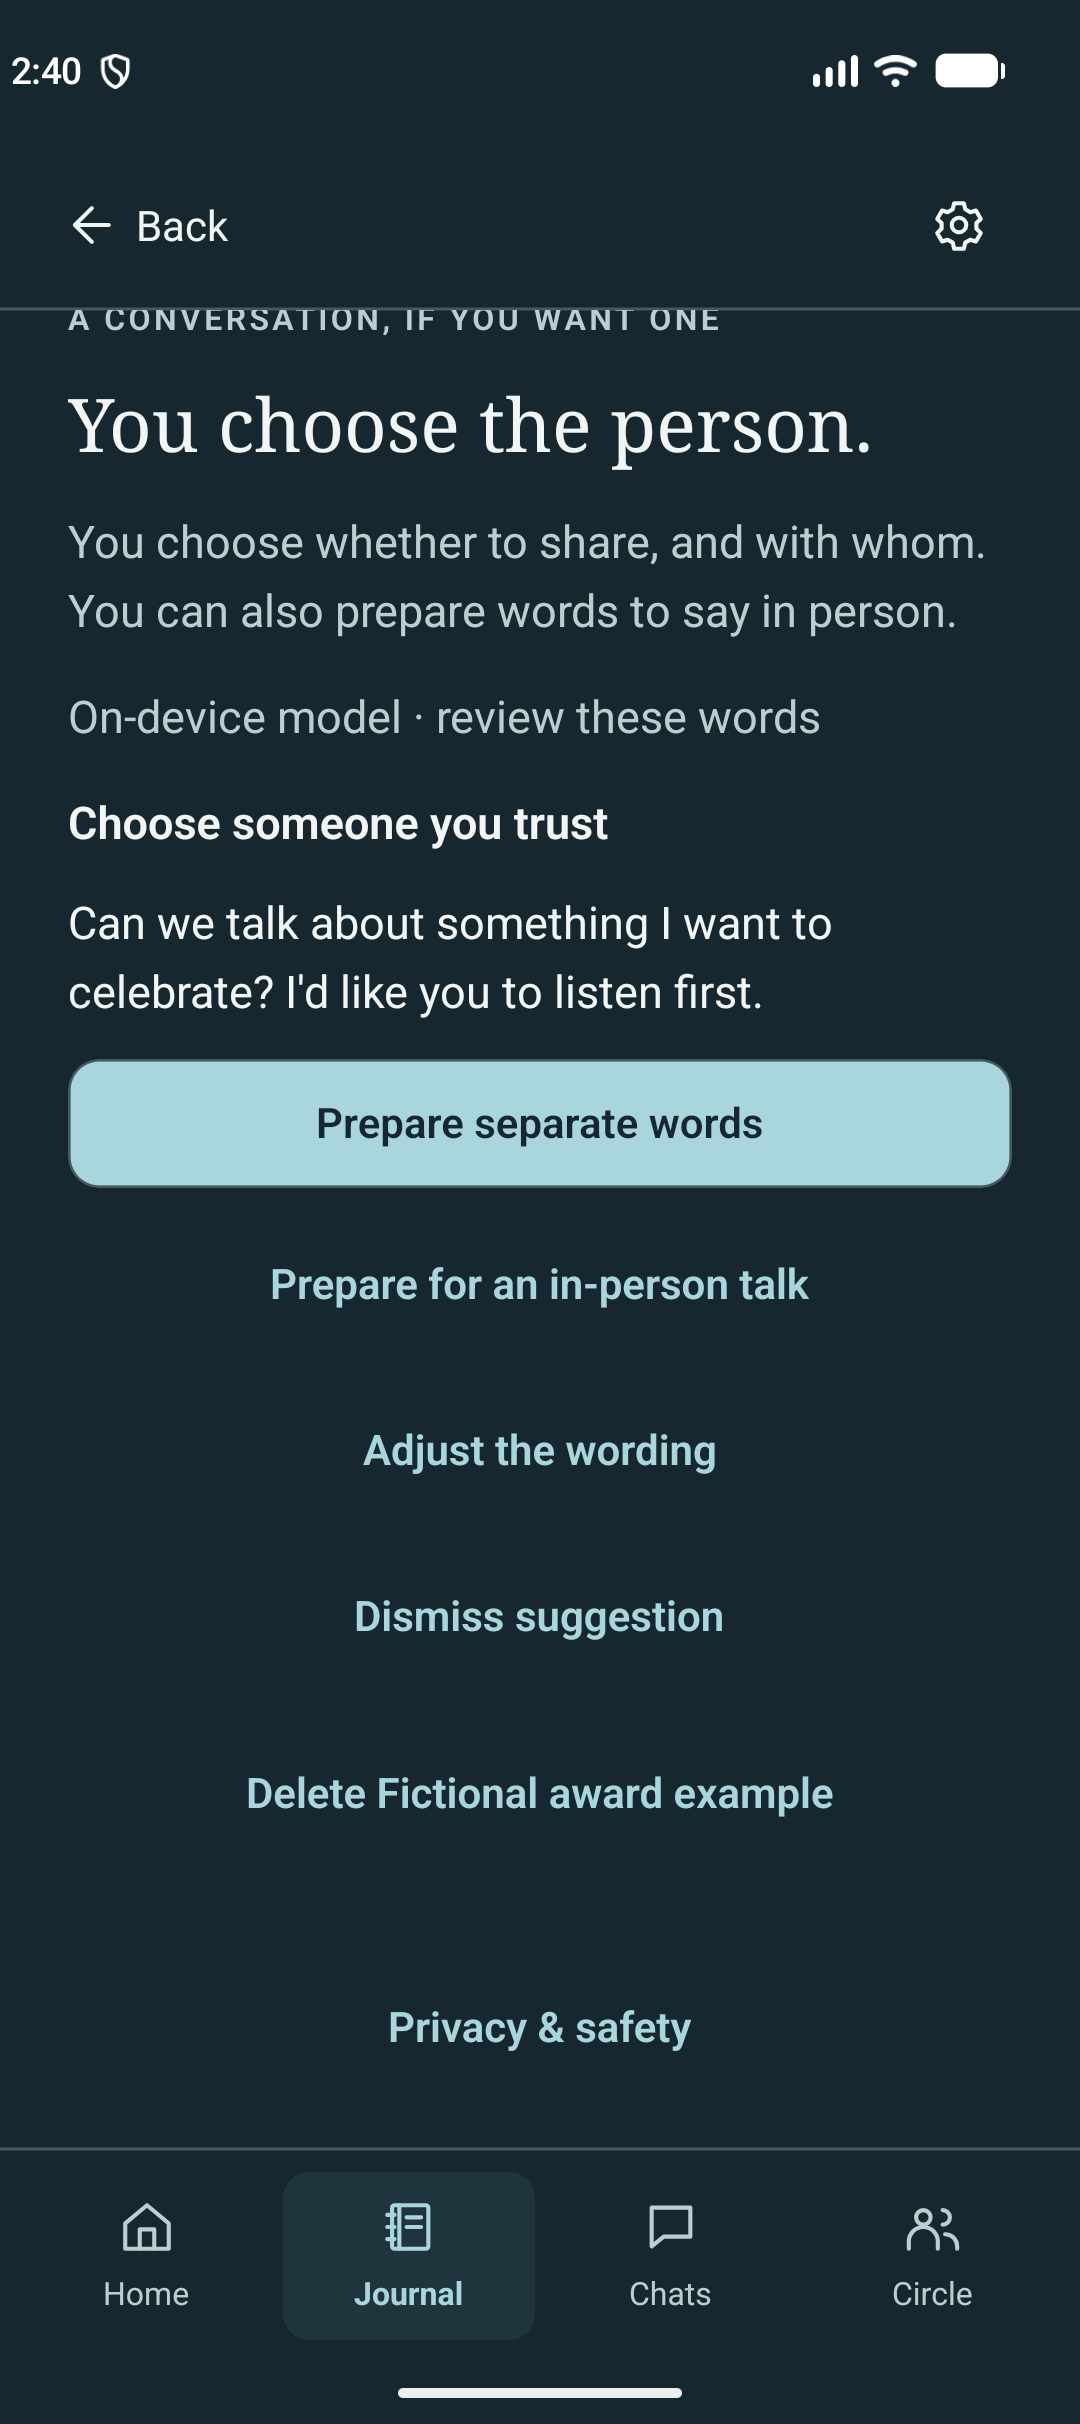 2:40
Back
A CONVERSATION, IF YOU WANT ONE
You choose the person.
You choose whether to share, and with whom.
You can also prepare words to say in person.
On-device model · review these words
Choose someone you trust
Can we talk about something I want to
celebrate? I'd like you to listen first.
Prepare separate words
Prepare for an in-person talk
Adjust the wording
Dismiss suggestion
Delete Fictional award example
Privacy & safety
Home
Journal
Chats
Circle